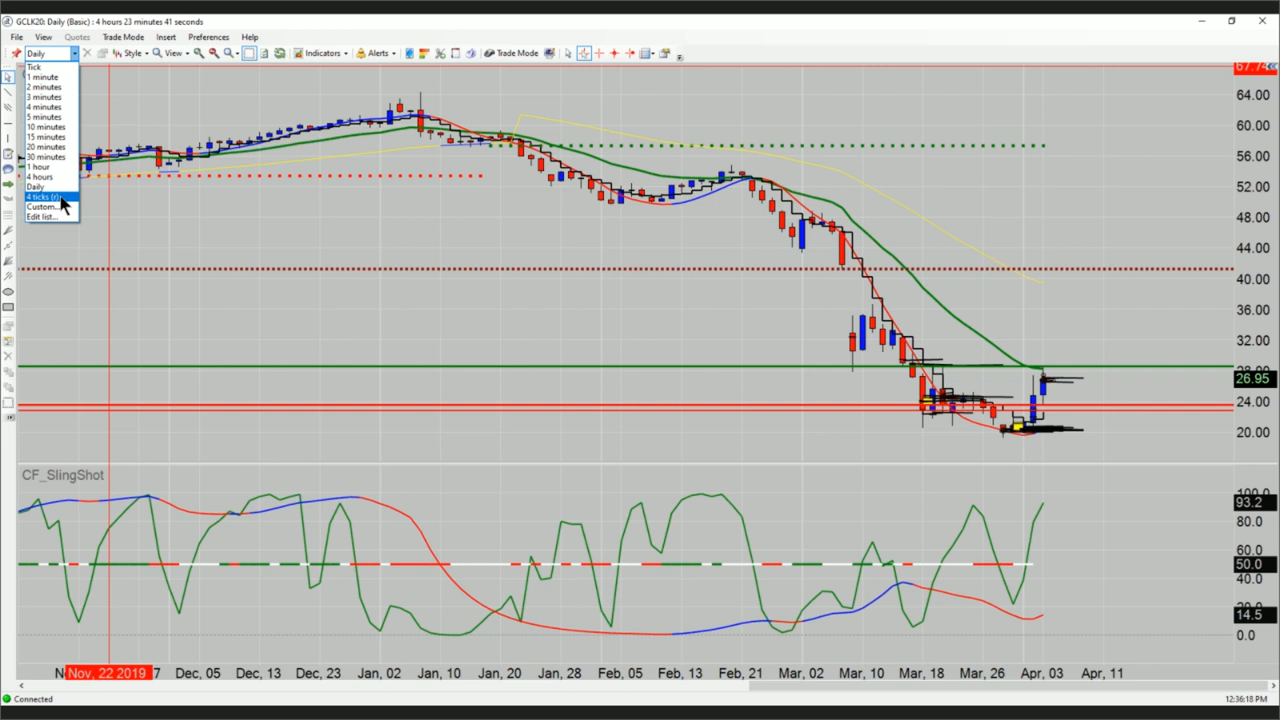 GCLK20: Daily (Basic) : 4 hours 23 minutes 41 seconds
File View Quotes Trade Mode Insert Preferences Help
Daily Style View Indicators Alerts Trade Mode
Tick
1 minute
2 minutes
3 minutes
4 minutes
5 minutes
10 minutes
15 minutes
20 minutes
30 minutes
1 hour
4 hours
Daily
4 ticks (r)
Custom...
Edit list...
67.74
64.00
60.00
56.00
52.00
48.00
44.00
40.00
36.00
32.00
26.95
24.00
20.00
CF_SlingShot
100.0
93.2
80.0
60.0
50.0
40.0
14.5
0.0
Nov, 22 2019 7 Dec, 05 Dec, 13 Dec, 23 Jan, 02 Jan, 10 Jan, 20 Jan, 28 Feb, 03 Feb, 13 Feb, 21 Mar, 02 Mar, 10 Mar, 18 Mar, 26 Apr, 03 Apr, 11
Connected 12:36:18 PM